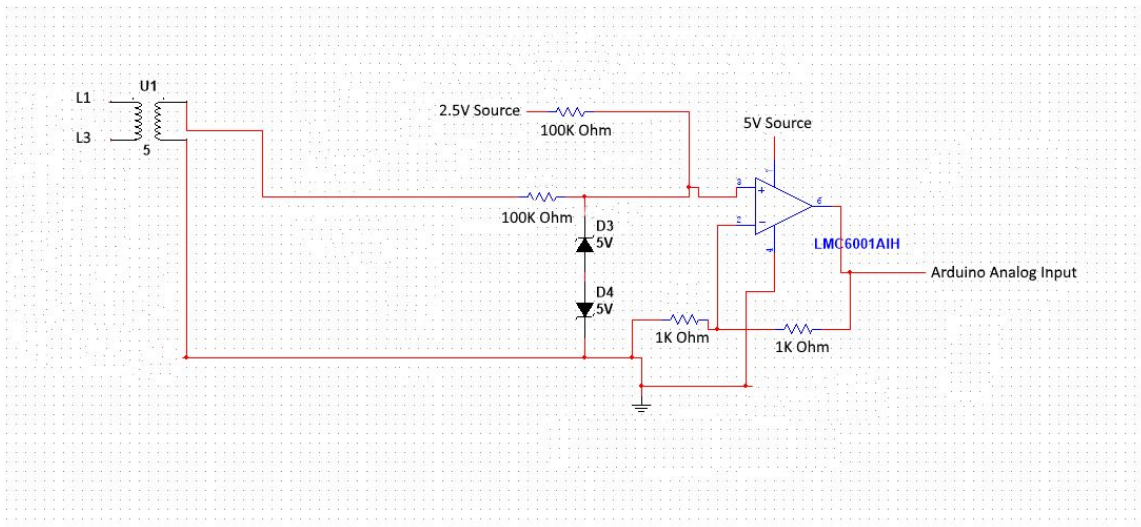 U1
L1
L3
5
2.5V Source
100K Ohm
5V Source
100K Ohm
3
2
6
4
D3
5V
D4
5V
LMC6001AIH
Arduino Analog Input
1K Ohm
1K Ohm